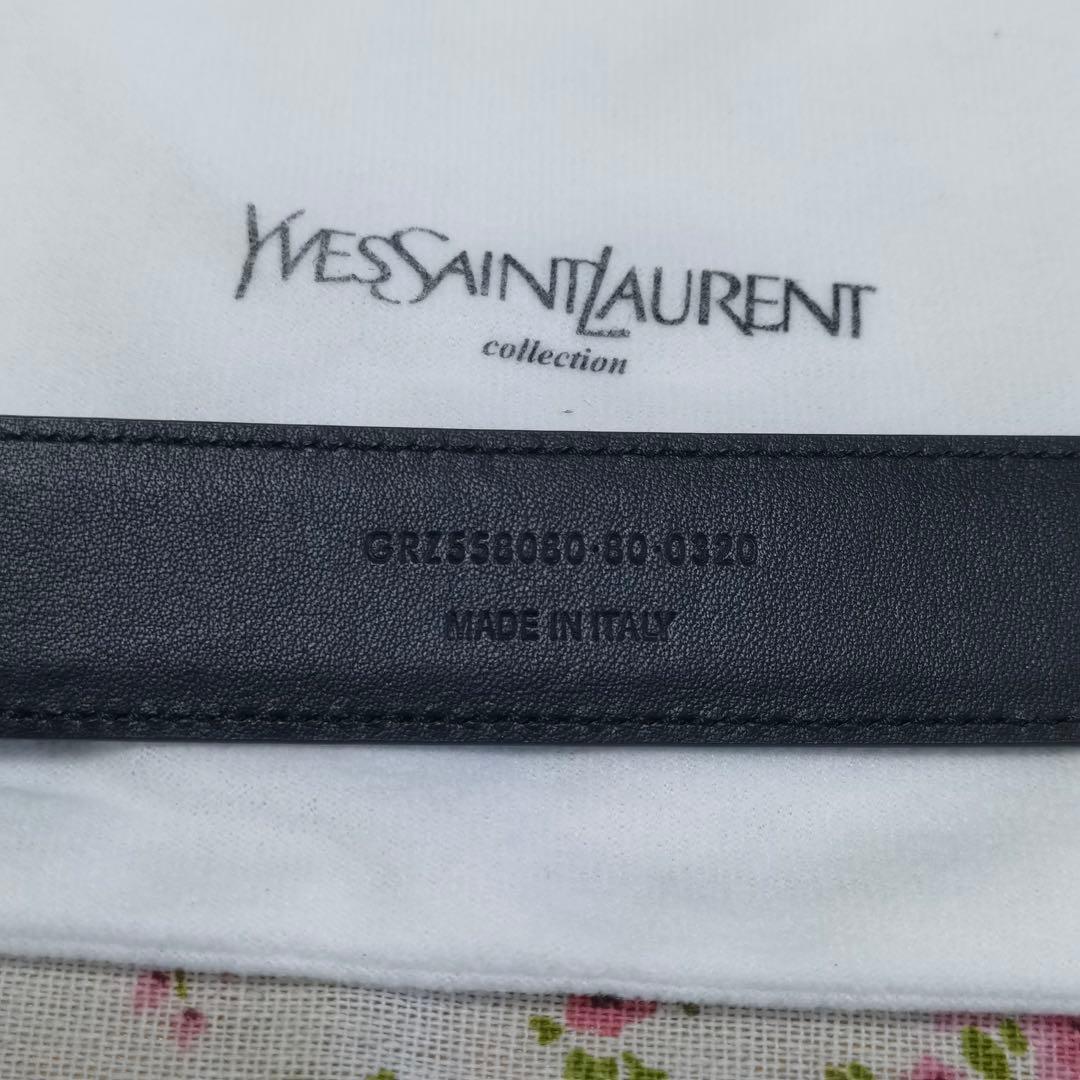 YVESSAINTLAURENT
collection
GRZ558080·80·0320
MADE IN ITALY